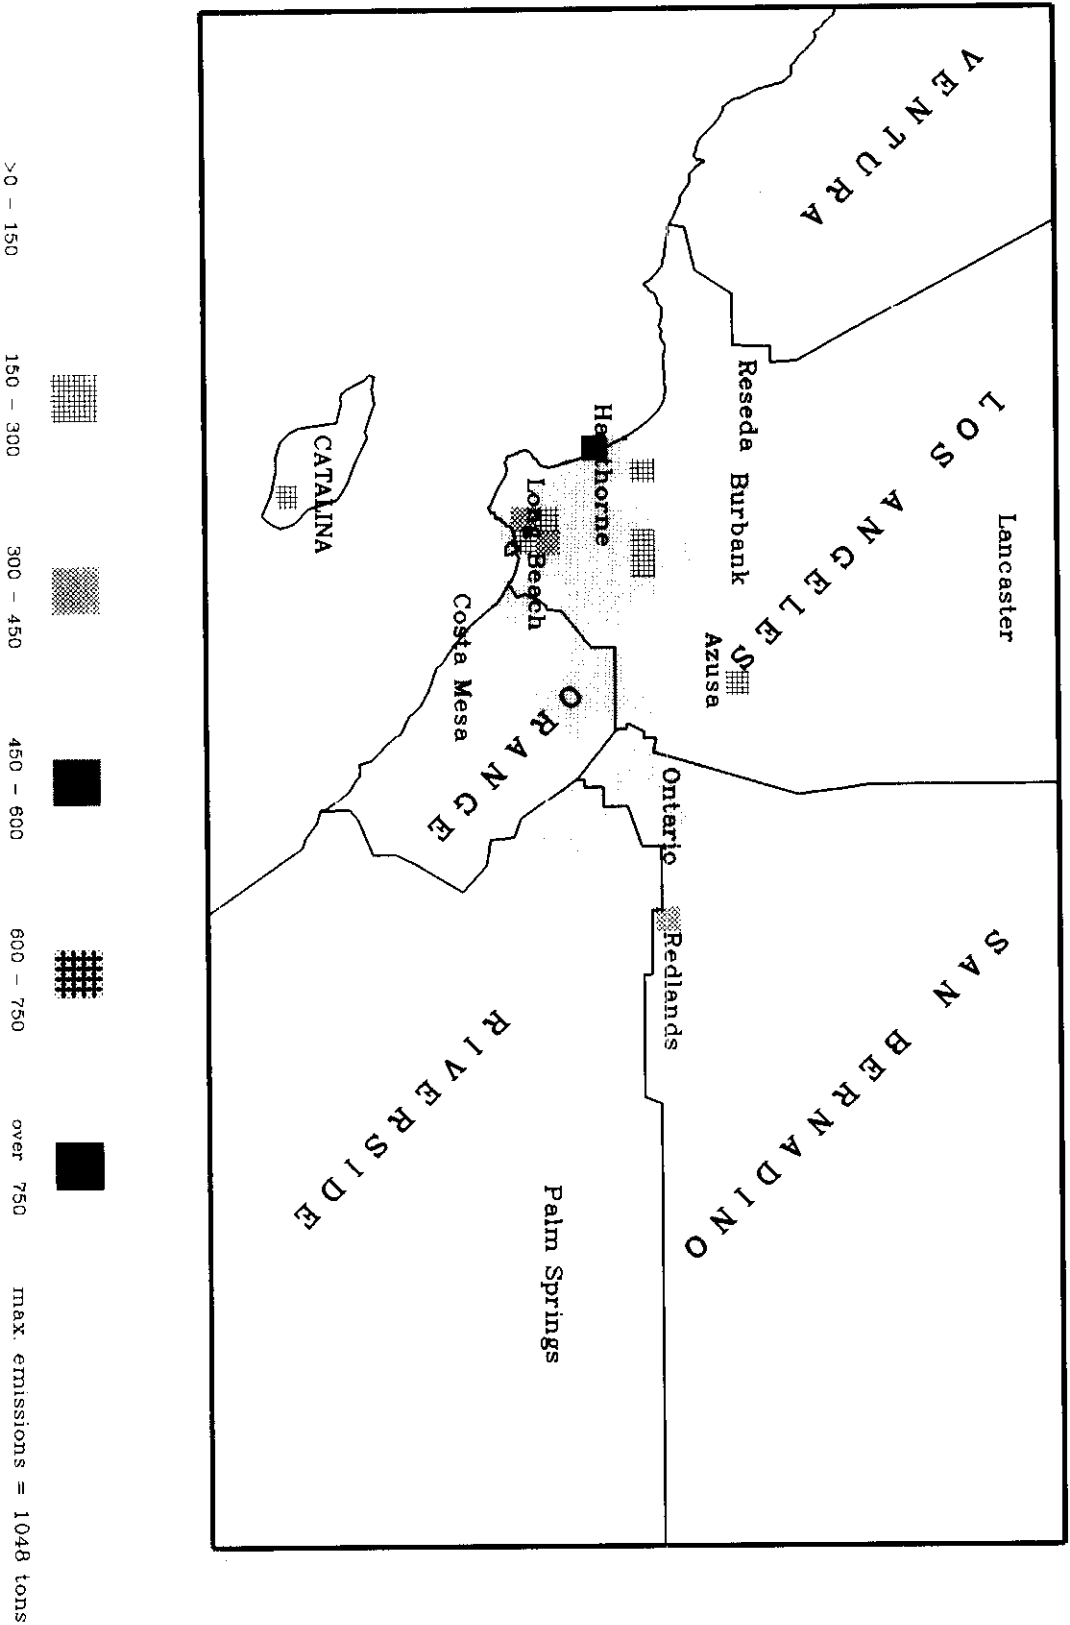 VENTURA
LOS ANGELES
SAN BERNADINO
Lancaster
Reseda
Burbank
Azusa
Ontario
Redlands
Hawthorne
Long Beach
ORANGE
Palm Springs
Costa Mesa
RIVERSIDE
CATALINA
>0 - 150
150 - 300
300 - 450
450 - 600
600 - 750
over 750
max. emissions = 1048 tons